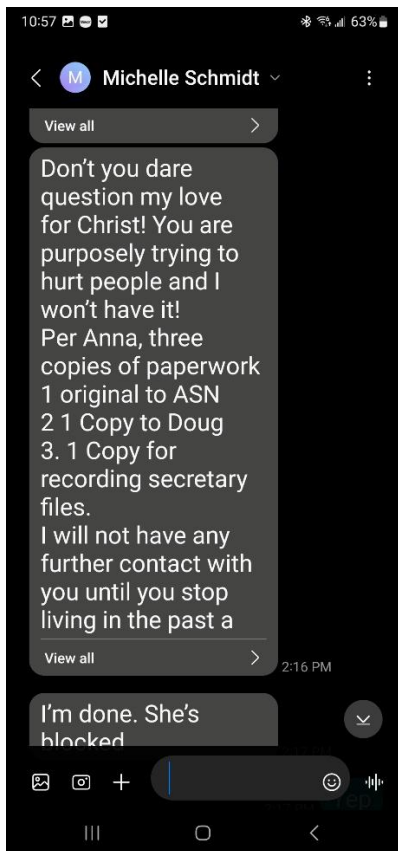 10:57 63%
M Michelle Schmidt
View all
Don't you dare
question my love
for Christ! You are
purposely trying to
hurt people and I
won't have it!
Per Anna, three
copies of paperwork
1 original to ASN
2 1 Copy to Doug
3. 1 Copy for
recording secretary
files.
I will not have any
further contact with
you until you stop
living in the past a
View all
2:16 PM
I'm done. She's
blocked